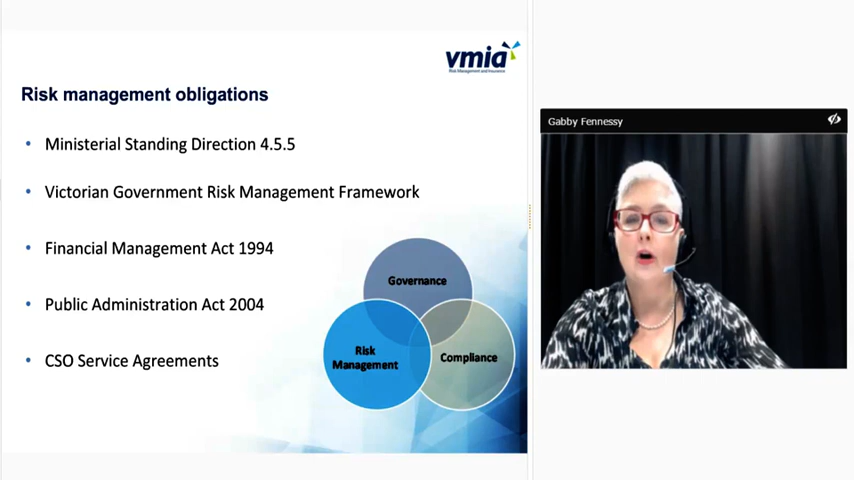 vmia
Risk Management and Insurance
Risk management obligations
• Ministerial Standing Direction 4.5.5
• Victorian Government Risk Management Framework
• Financial Management Act 1994
• Public Administration Act 2004
• CSO Service Agreements
Governance
Risk
Management
Compliance
Gabby Fennessy